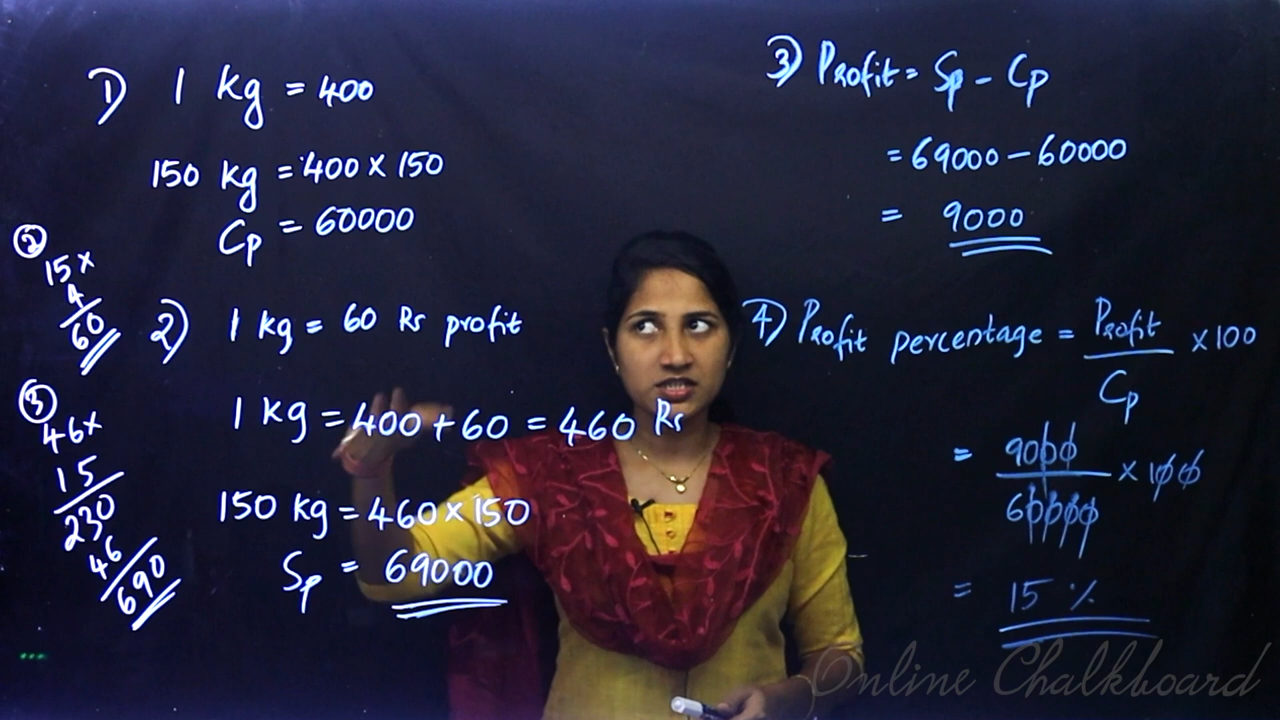 1) 1 kg = 400
150 kg = 400 x 150
Cp = 60000
②
15 x
4
60
2) 1 kg = 60 Rs profit
1 kg = 400 + 60 = 460 Rs
150 kg = 460 x 150
Sp = 69000
③
46 x
15
230
46
690
3) Profit = Sp - Cp
= 69000 - 60000
= 9000
4) Profit percentage = Profit / Cp x 100
= 9000 / 60000 x 100
= 15 %
Online Chalkboard